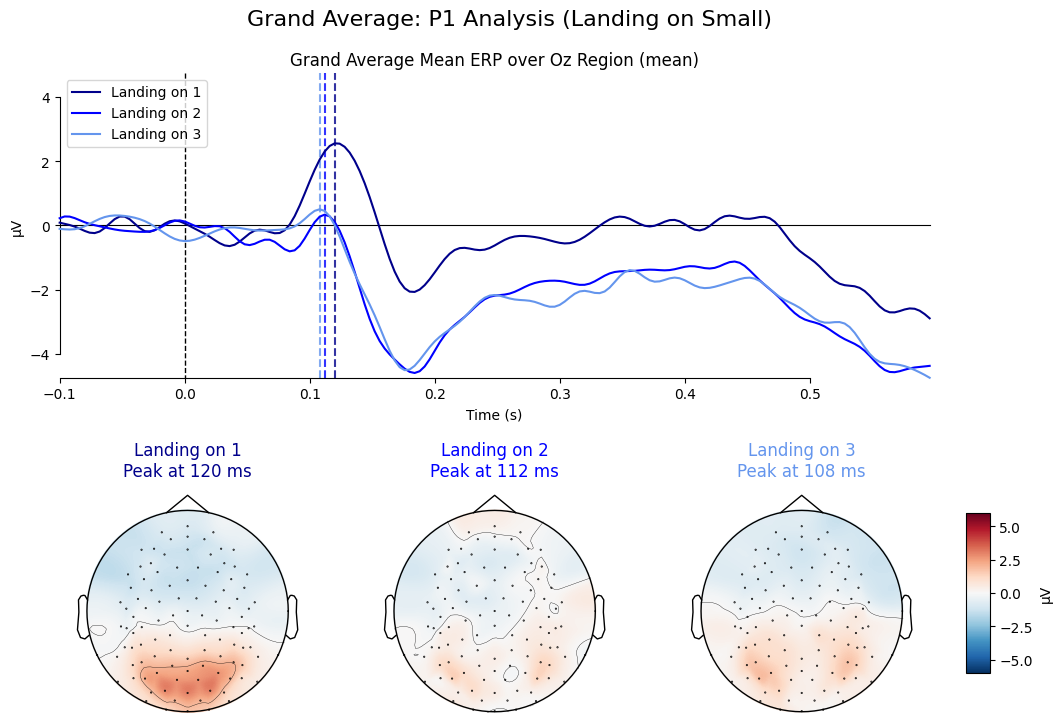 Grand Average: P1 Analysis (Landing on Small)
Grand Average Mean ERP over Oz Region (mean)
Landing on 1
Landing on 2
Landing on 3
4
2
0
−2
−4
µV
−0.1
0.0
0.1
0.2
0.3
0.4
0.5
Time (s)
Landing on 1
Peak at 120 ms
Landing on 2
Peak at 112 ms
Landing on 3
Peak at 108 ms
5.0
2.5
0.0
−2.5
−5.0
µV